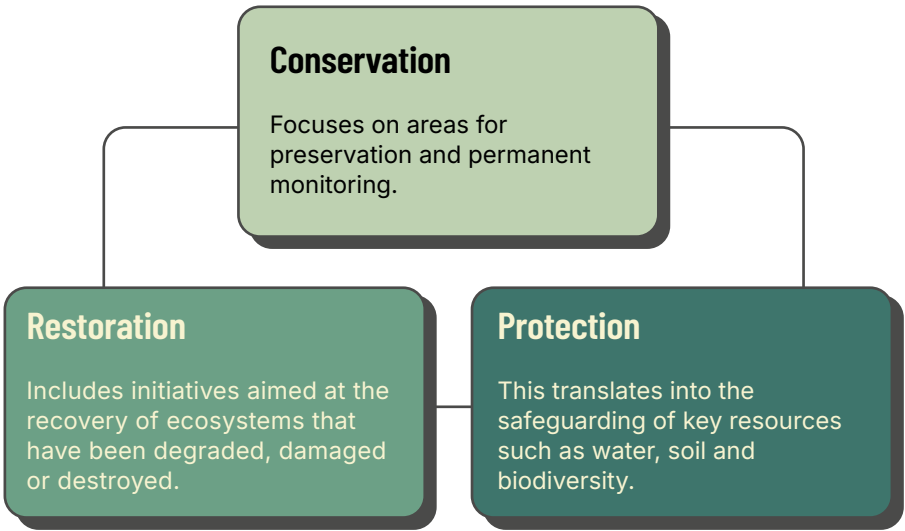 Conservation
Focuses on areas for
preservation and permanent
monitoring.
Restoration
Includes initiatives aimed at the
recovery of ecosystems that
have been degraded, damaged
or destroyed.
Protection
This translates into the
safeguarding of key resources
such as water, soil and
biodiversity.